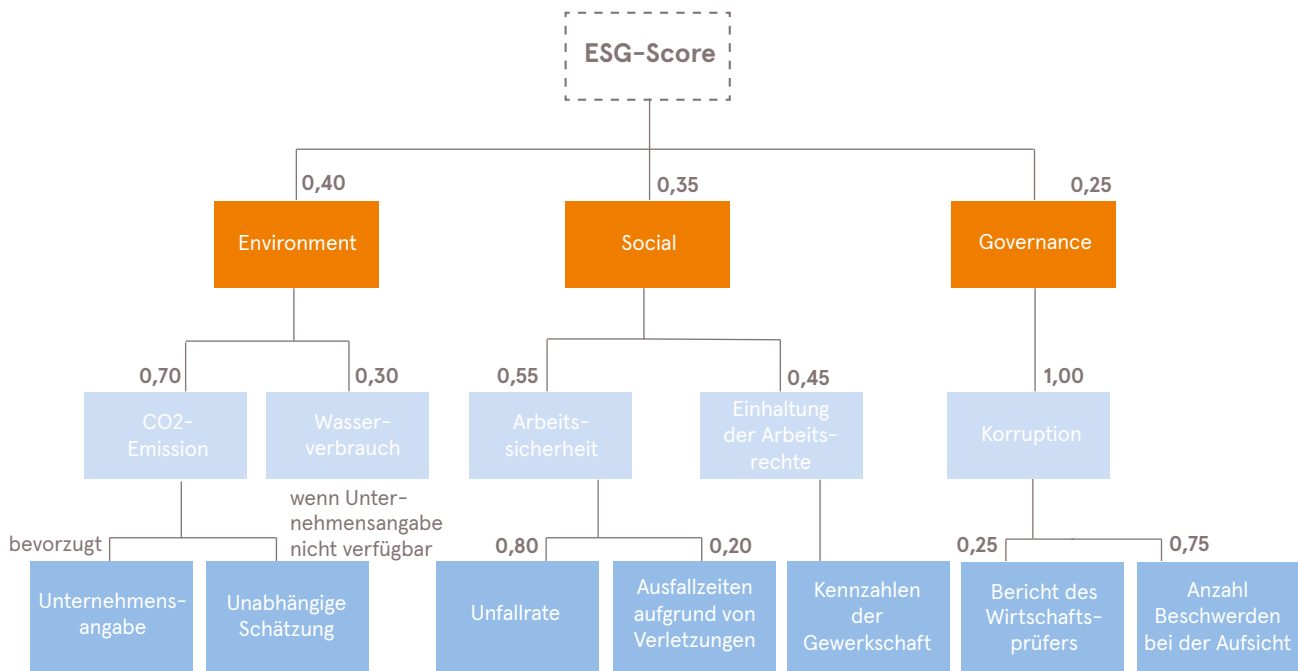 ESG-Score
0,40
0,35
0,25
Environment
Social
Governance
0,70
0,30
0,55
0,45
1,00
CO2-
Emission
Wasser-
verbrauch
Arbeits-
sicherheit
Einhaltung
der Arbeits-
rechte
Korruption
bevorzugt
wenn Unter-
nehmensangabe
nicht verfügbar
0,80
0,20
0,25
0,75
Unternehmens-
angabe
Unabhängige
Schätzung
Unfallrate
Ausfallzeiten
aufgrund von
Verletzungen
Kennzahlen
der
Gewerkschaft
Bericht des
Wirtschafts-
prüfers
Anzahl
Beschwerden
bei der Aufsicht